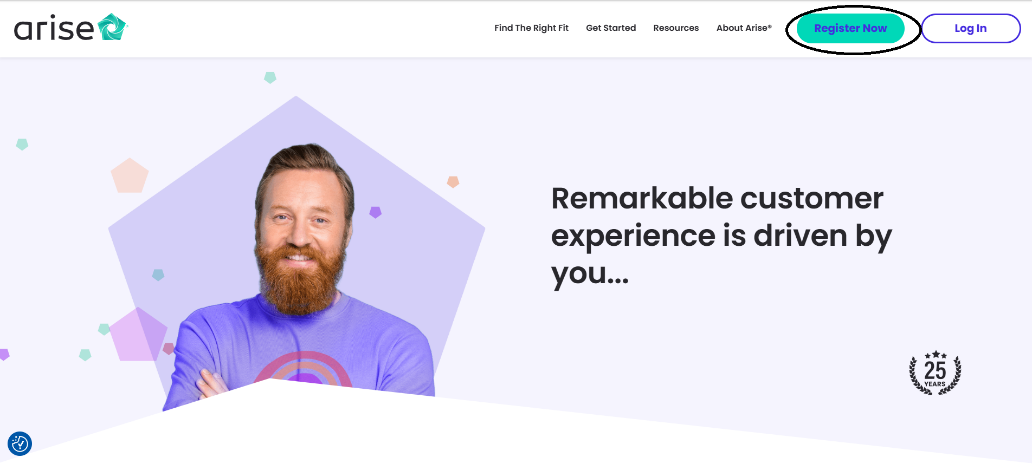 arise
Find The Right Fit Get Started Resources About Arise® Register Now Log In
Remarkable customer
experience is driven by
you...
25
YEARS